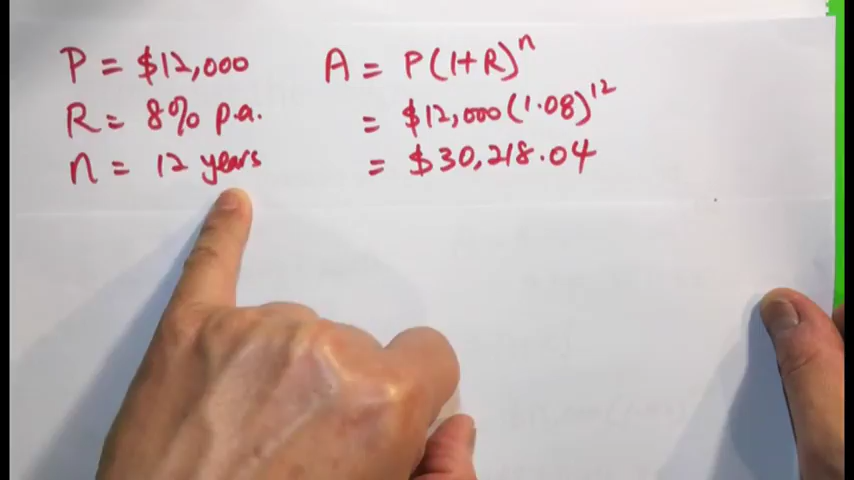 P = $12,000
R = 8% p.a.
n = 12 years
A = P(1+R)^n
= $12,000(1.08)^12
= $30,218.04